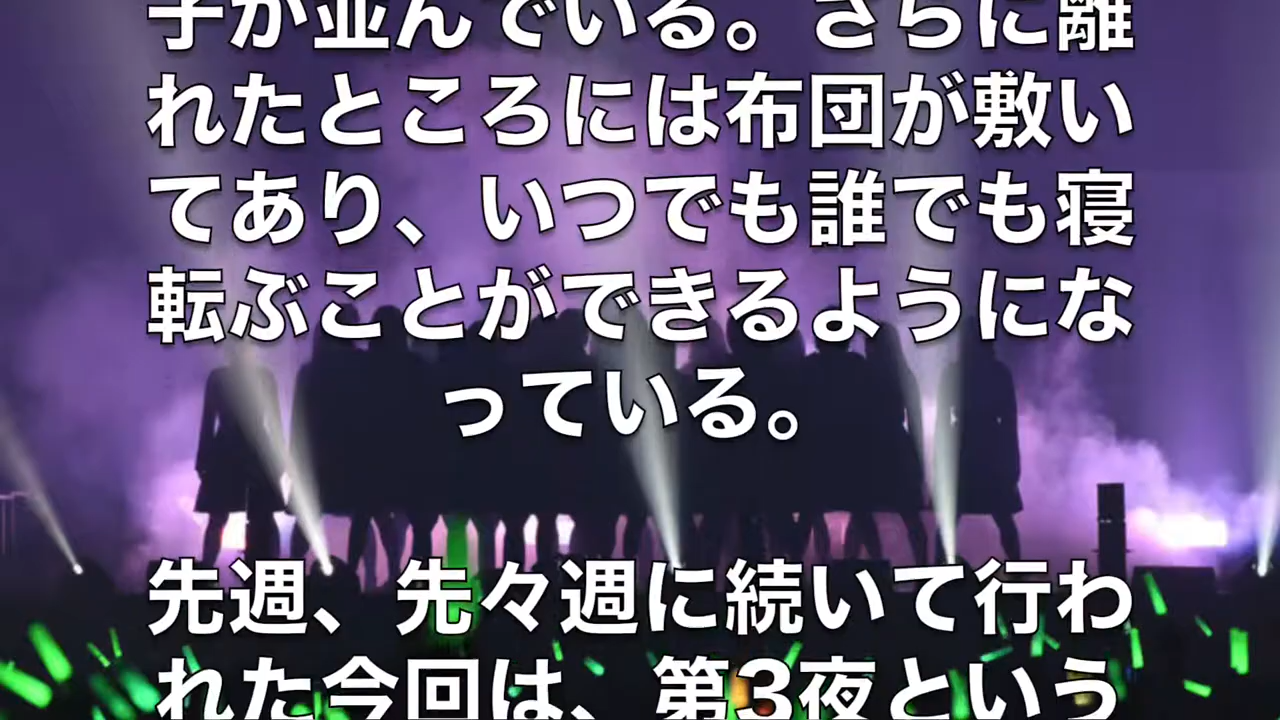 子が並んでいる。さらに離
れたところには布団が敷い
てあり、いつでも誰でも寝
転ぶことができるようにな
っている。
先週、先々週に続いて行わ
れた今回は、第3夜という